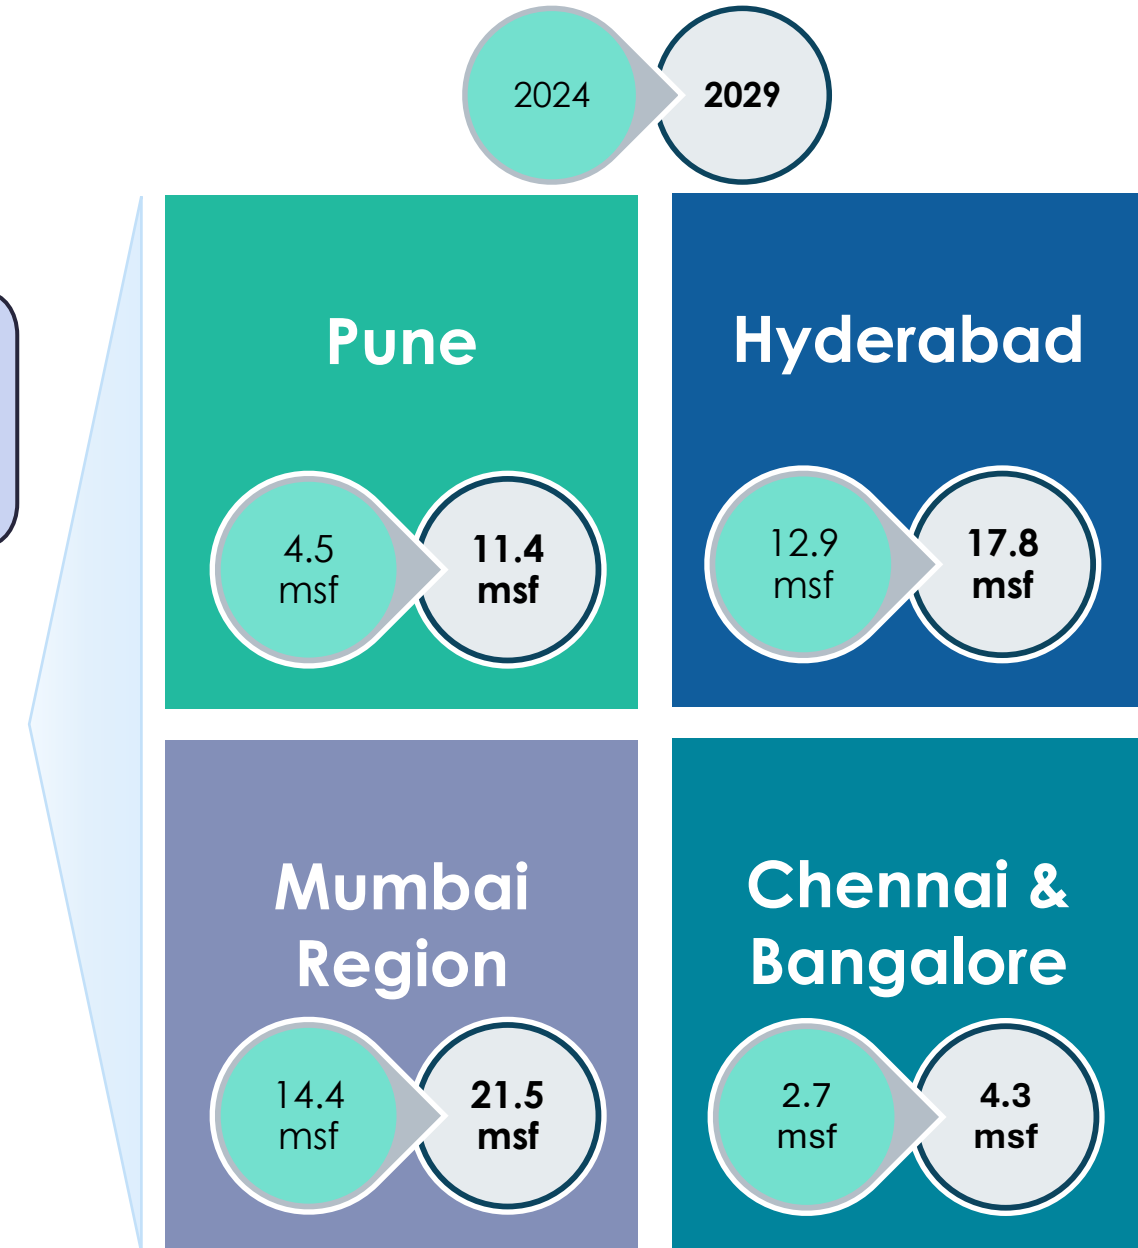 2024
2029
Pune
4.5
msf
11.4
msf
Hyderabad
12.9
msf
17.8
msf
Mumbai
Region
14.4
msf
21.5
msf
Chennai &
Bangalore
2.7
msf
4.3
msf